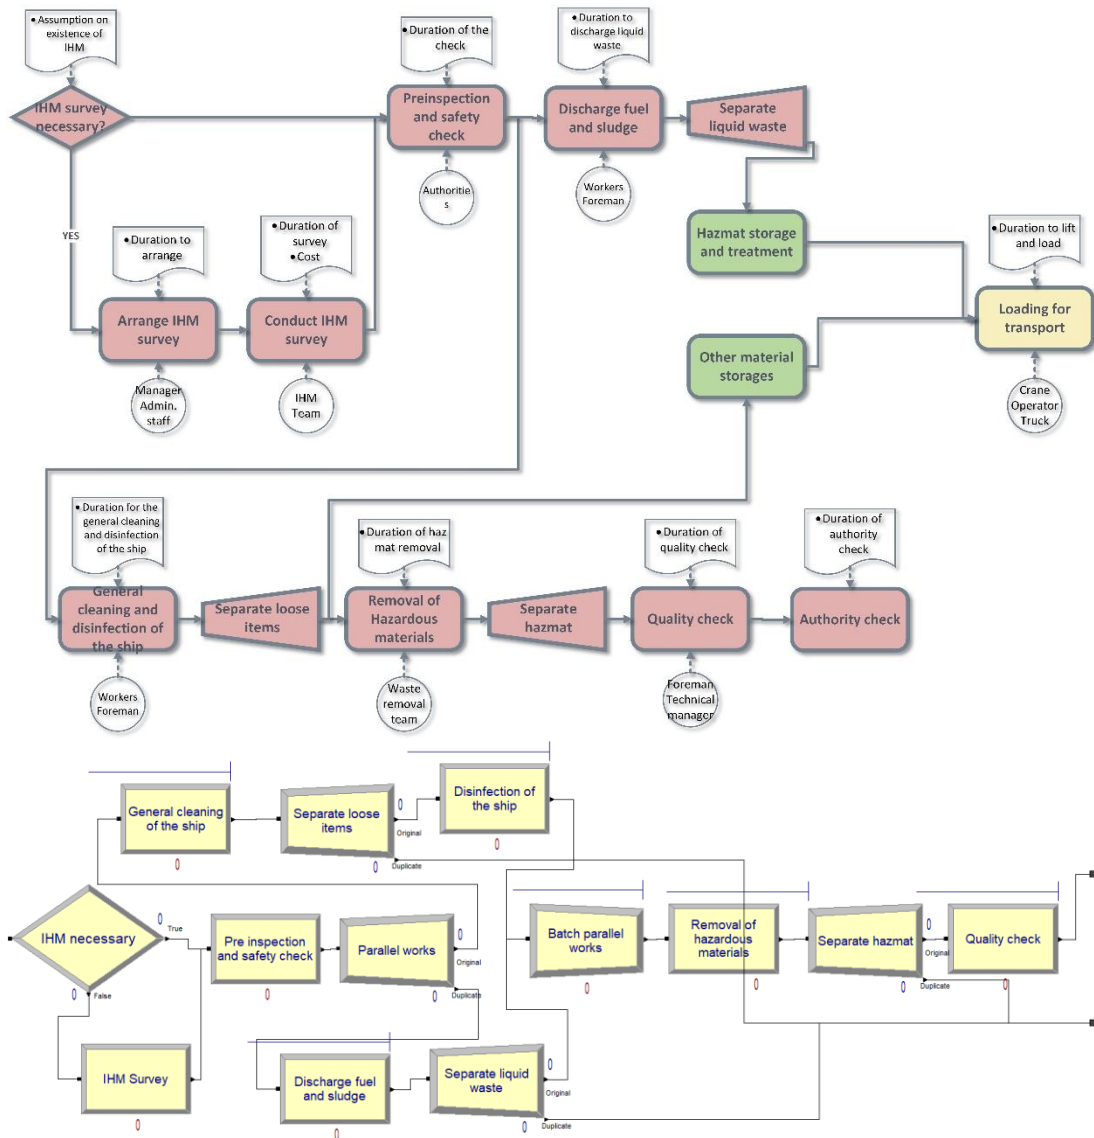 • Assumption on
existence of
IHM
• Duration of the
check
• Duration to
discharge liquid
waste
IHM survey
necessary?
Preinspection
and safety
check
Discharge fuel
and sludge
Separate
liquid waste
Authoritie
s
Workers
Foreman
YES
• Duration to
arrange
• Duration of
survey
• Cost
Hazmat storage
and treatment
• Duration to lift
and load
Arrange IHM
survey
Conduct IHM
survey
Loading for
transport
Other material
storages
Manager
Admin.
staff
IHM
Team
Crane
Operator
Truck
• Duration for the
general cleaning
and disinfection
of the ship
• Duration of haz
mat removal
• Duration of
quality check
• Duration of
authority
check
General
cleaning and
disinfection of
the ship
Separate loose
items
Removal of
Hazardous
materials
Separate
hazmat
Quality check
Authority check
Workers
Foreman
Waste
removal
team
Foreman
Technical
manager
General cleaning
of the ship
0
Separate loose
items
0
Original
0
Duplicate
Disinfection of
the ship
0
IHM necessary
0
True
0
False
Pre inspection
and safety check
0
Parallel works
0
Original
0
Duplicate
Batch parallel
works
0
Removal of
hazardous
materials
0
Separate hazmat
0
Original
0
Duplicate
Quality check
0
IHM Survey
0
Discharge fuel
and sludge
0
Separate liquid
waste
0
Original
0
Duplicate